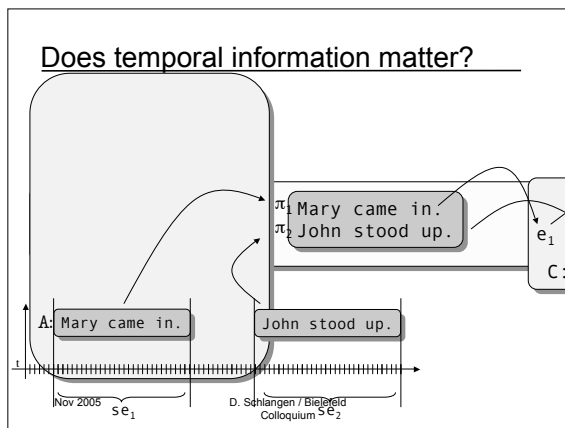 Does temporal information matter?
π1 Mary came in.
π2 John stood up.
e1
C:
A: Mary came in.
John stood up.
t
se1
se2
Nov 2005
D. Schlangen / Bielefeld
Colloquium